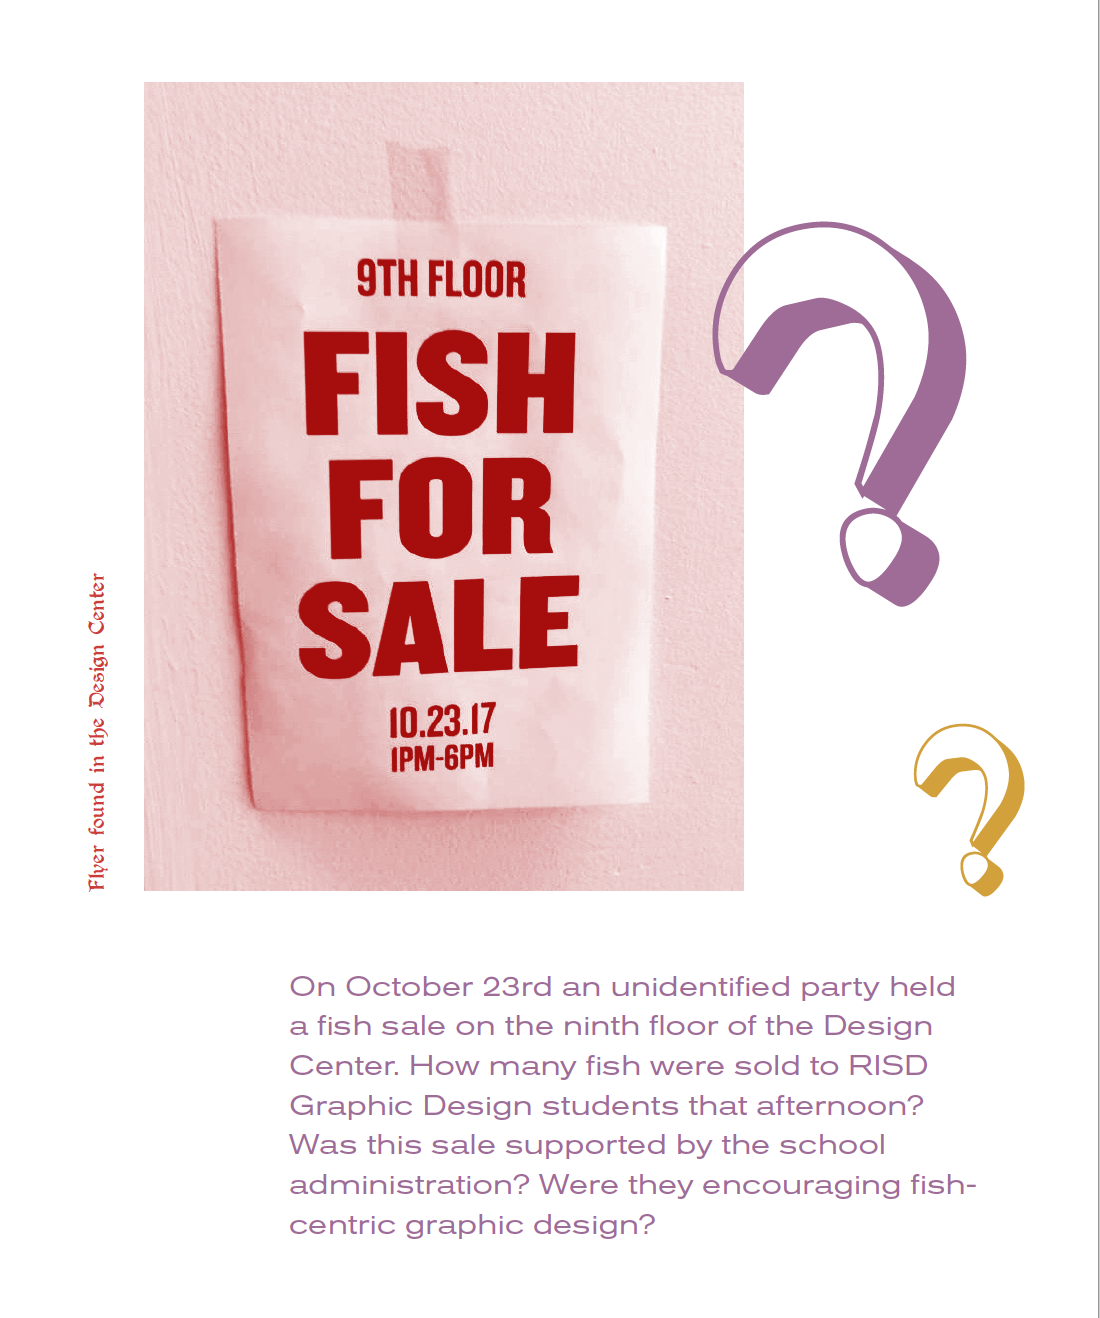 9TH FLOOR
FISH
FOR
SALE
10.23.17
1PM-6PM
?
?
Flyer found in the Design Center
On October 23rd an unidentified party held
a fish sale on the ninth floor of the Design
Center. How many fish were sold to RISD
Graphic Design students that afternoon?
Was this sale supported by the school
administration? Were they encouraging fish-
centric graphic design?